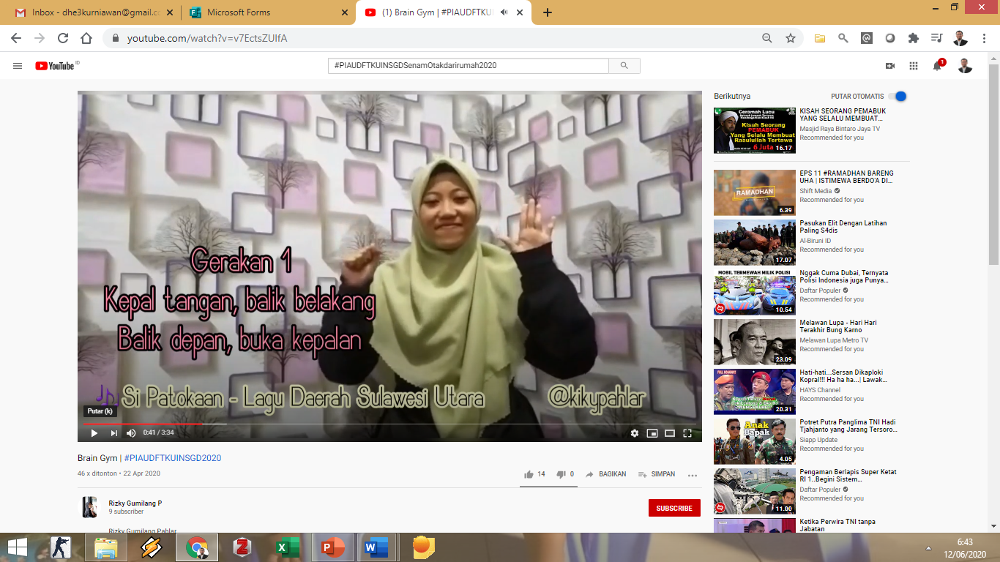 Inbox - dhe3kurniawan@gmail.co
Microsoft Forms
(1) Brain Gym | #PIAUDFTKUI
youtube.com/watch?v=v7EctsZUIfA
YouTube ID
#PIAUDFTKUINSGDSenamOtakdarirumah2020
1
Gerakan 1
Kepal tangan, balik belakang
Balik depan, buka kepalan
Si Patokaan - Lagu Daerah Sulawesi Utara
@kikypahlar
Putar (k)
0:41 / 3:34
Brain Gym | #PIAUDFTKUINSGD2020
46 x ditonton • 22 Apr 2020
14
0
BAGIKAN
SIMPAN
Rizky Gumilang P
9 subscriber
SUBSCRIBE
Rizky Gumilang Pahlar
Berikutnya
PUTAR OTOMATIS
Ceramah Lucu
Kisah Seorang
PEMABUK
Yang Selalu Membuat
Rasulullah Tertawa
6 Juta
16.17
KISAH SEORANG PEMABUK
YANG SELALU MEMBUAT...
Masjid Raya Bintaro Jaya TV
Recommended for you
RAMADHAN
6.39
EPS 11 #RAMADHAN BARENG
UHA | ISTIMEWA BERDO'A DI...
Shift Media
Recommended for you
17.07
Pasukan Elit Dengan Latihan
Paling S4dis
Al-Biruni ID
Recommended for you
MOBIL TERMEWAH MILIK POLISI
10.54
Nggak Cuma Dubai, Ternyata
Polisi Indonesia juga Punya...
Daftar Populer
Recommended for you
23.09
Melawan Lupa - Hari Hari
Terakhir Bung Karno
Melawan Lupa Metro TV
Recommended for you
20.31
Hati-hati...Sersan Dikaploki
Kopral!!! Ha ha ha...| Lawak...
HAYS Channel
Recommended for you
Anak
Bapak
4.05
Potret Putra Panglima TNI Hadi
Tjahjanto yang Jarang Tersoro...
Siapp Update
Recommended for you
11.00
Pengaman Berlapis Super Ketat
RI 1..Begini Sistem...
Daftar Populer
Recommended for you
Ketika Perwira TNI tanpa
Jabatan
6:43
12/06/2020